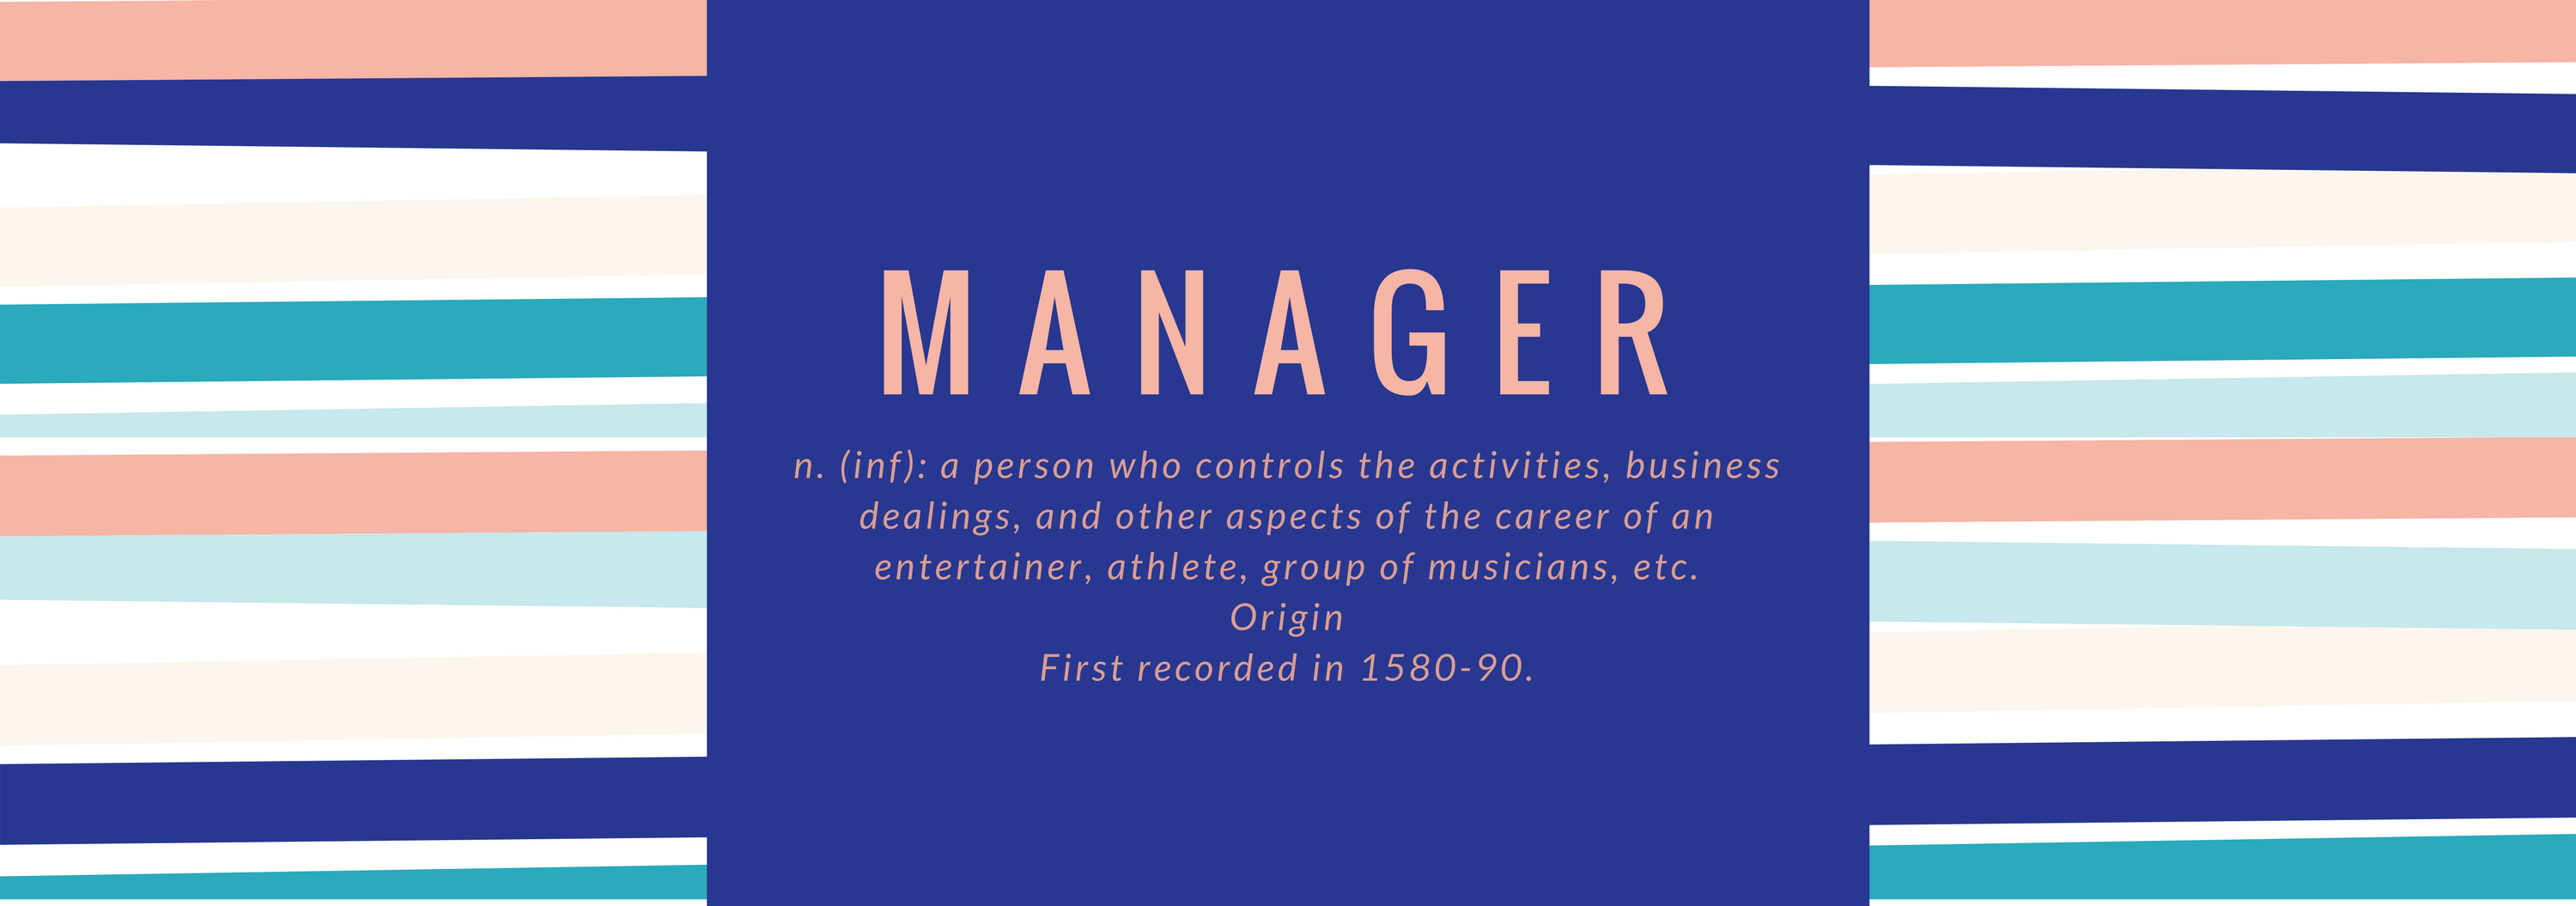 MANAGER
n. (inf): a person who controls the activities, business
dealings, and other aspects of the career of an
entertainer, athlete, group of musicians, etc.
Origin
First recorded in 1580-90.